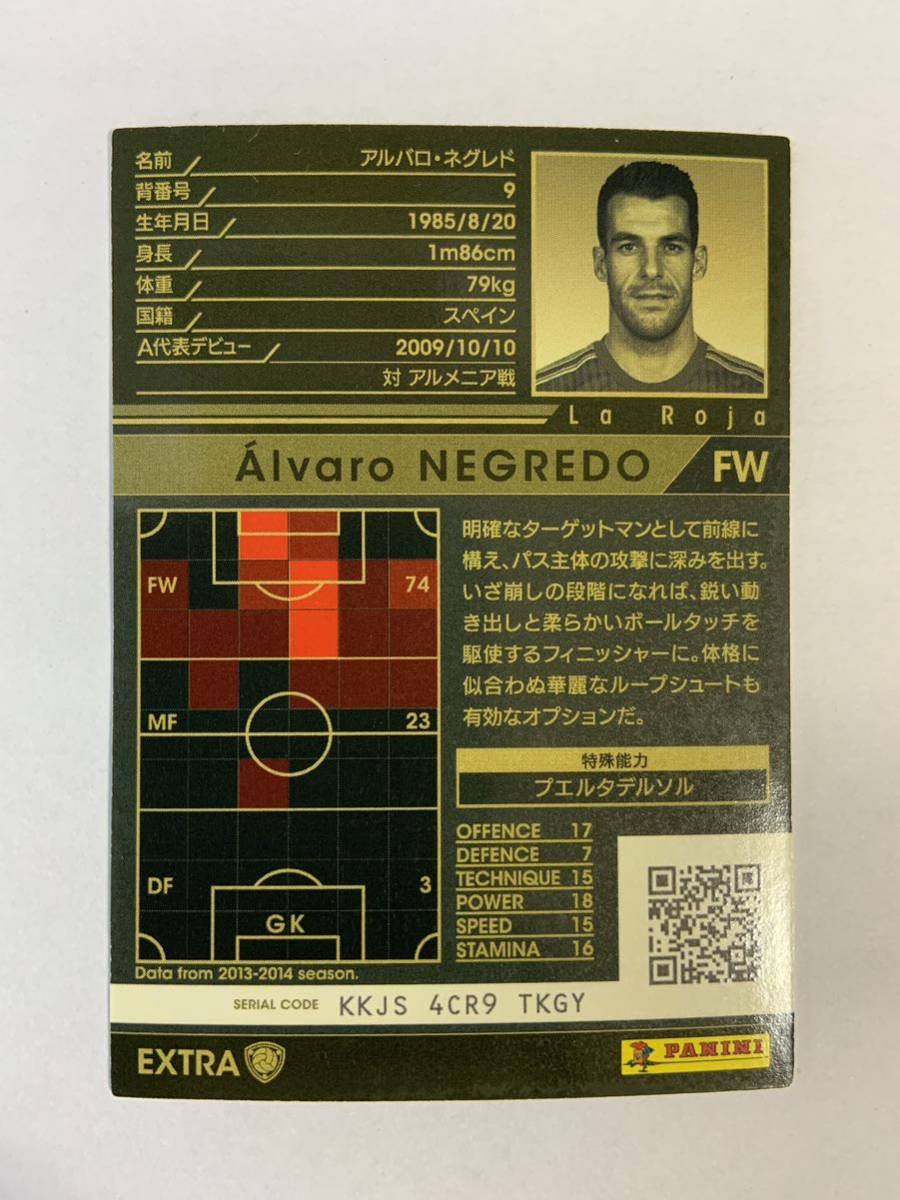 名前 アルバロ・ネグレド
背番号 9
生年月日 1985/8/20
身長 1m86cm
体重 79kg
国籍 スペイン
A代表デビュー 2009/10/10
対 アルメニア戦
La Roja
Álvaro NEGREDO FW
FW 74
MF 23
DF 3
GK
Data from 2013-2014 season.
明確なターゲットマンとして前線に
構え、パス主体の攻撃に深みを出す。
いざ崩しの段階になれば、鋭い動
き出しと柔らかいボールタッチを
駆使するフィニッシャーに。体格に
似合わぬ華麗なループシュートも
有効なオプションだ。
特殊能力
プエルタデルソル
OFFENCE 17
DEFENCE 7
TECHNIQUE 15
POWER 18
SPEED 15
STAMINA 16
SERIAL CODE KKJS 4CR9 TKGY
EXTRA
PANINI